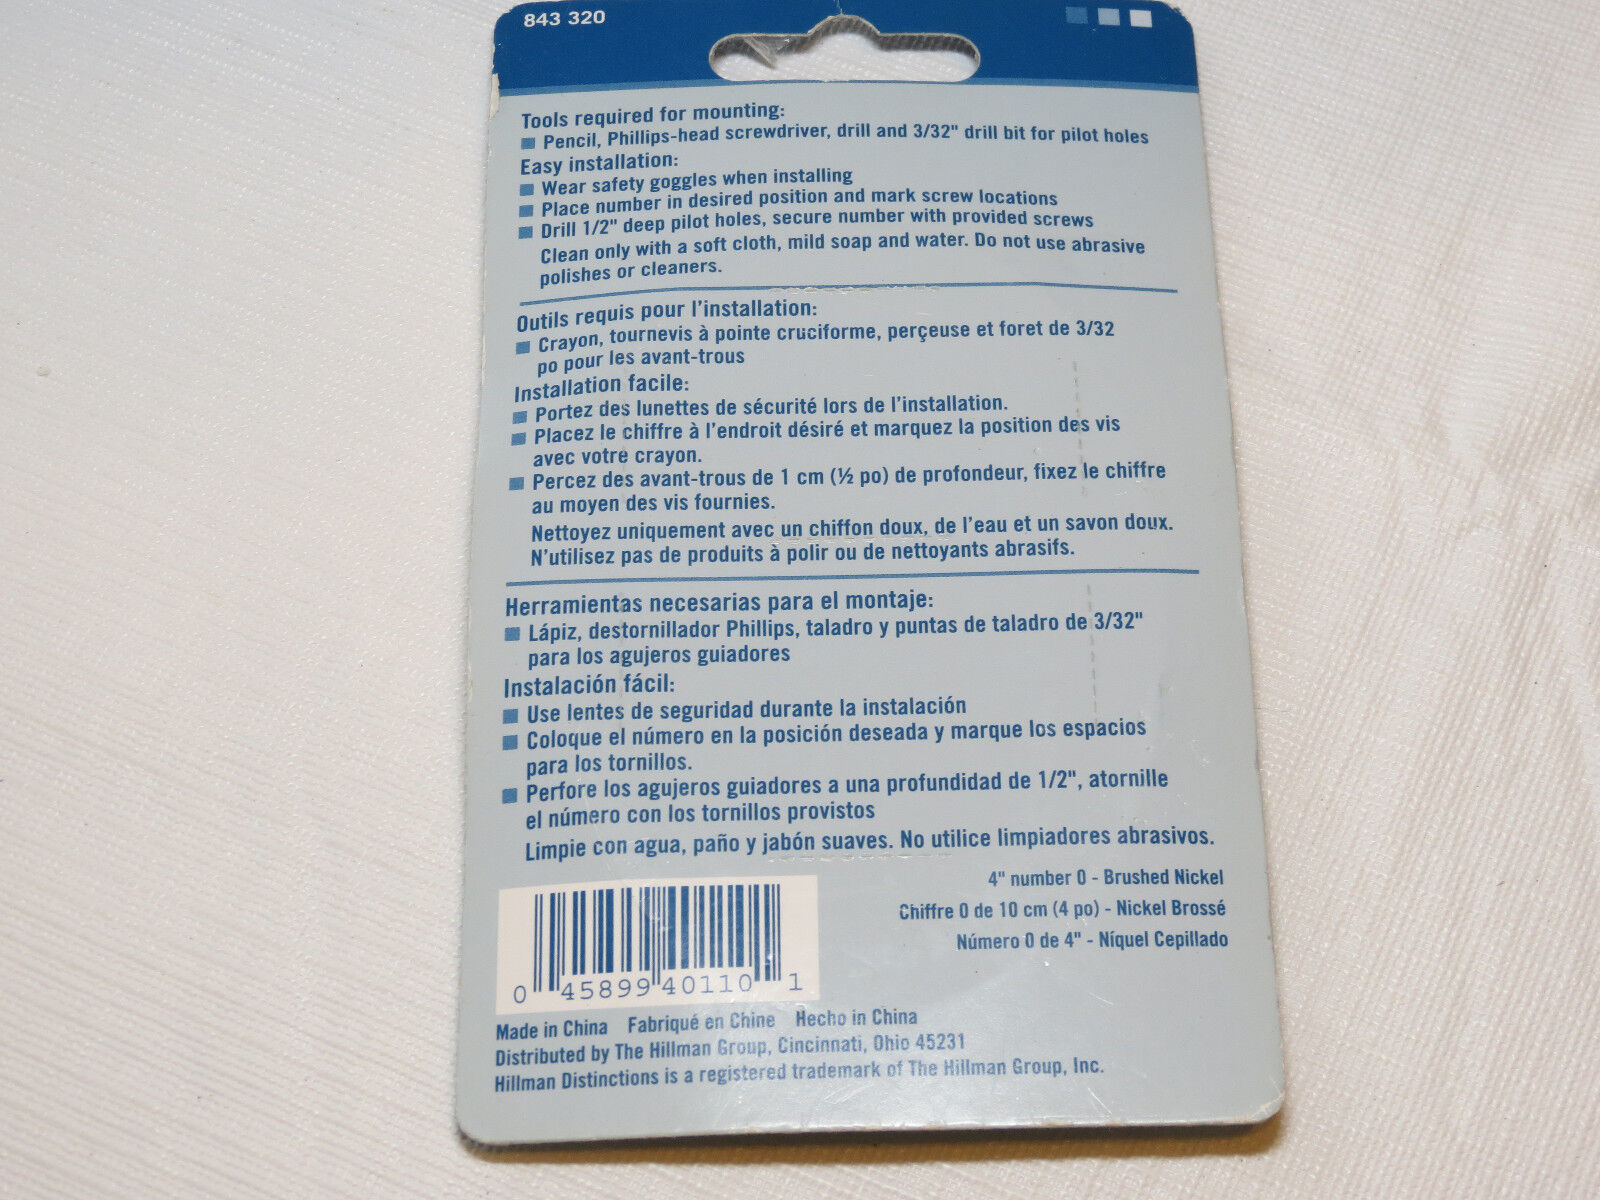 843 320
Tools required for mounting:
Pencil, Phillips-head screwdriver, drill and 3/32" drill bit for pilot holes
Easy installation:
Wear safety goggles when installing
Place number in desired position and mark screw locations
Drill 1/2" deep pilot holes, secure number with provided screws
Clean only with a soft cloth, mild soap and water. Do not use abrasive
polishes or cleaners.
Outils requis pour l'installation:
Crayon, tournevis à pointe cruciforme, perçeuse et foret de 3/32
po pour les avant-trous
Installation facile:
Portez des lunettes de sécurité lors de l'installation.
Placez le chiffre à l'endroit désiré et marquez la position des vis
avec votre crayon.
Percez des avant-trous de 1 cm (½ po) de profondeur, fixez le chiffre
au moyen des vis fournies.
Nettoyez uniquement avec un chiffon doux, de l'eau et un savon doux.
N'utilisez pas de produits à polir ou de nettoyants abrasifs.
Herramientas necesarias para el montaje:
Lápiz, destornillador Phillips, taladro y puntas de taladro de 3/32"
para los agujeros guiadores
Instalación fácil:
Use lentes de seguridad durante la instalación
Coloque el número en la posición deseada y marque los espacios
para los tornillos.
Perfore los agujeros guiadores a una profundidad de 1/2", atornille
el número con los tornillos provistos
Limpie con agua, paño y jabón suaves. No utilice limpiadores abrasivos.
4" number 0 - Brushed Nickel
Chiffre 0 de 10 cm (4 po) - Nickel Brossé
Número 0 de 4" - Níquel Cepillado
0 45899 40110 1
Made in China Fabriqué en Chine Hecho in China
Distributed by The Hillman Group, Cincinnati, Ohio 45231
Hillman Distinctions is a registered trademark of The Hillman Group, Inc.